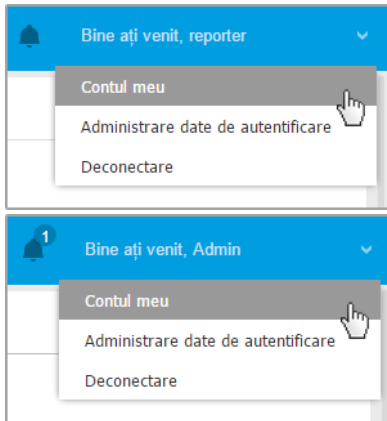 Bine ați venit, reporter
Contul meu
Administrare date de autentificare
Deconectare
1
Bine ați venit, Admin
Contul meu
Administrare date de autentificare
Deconectare